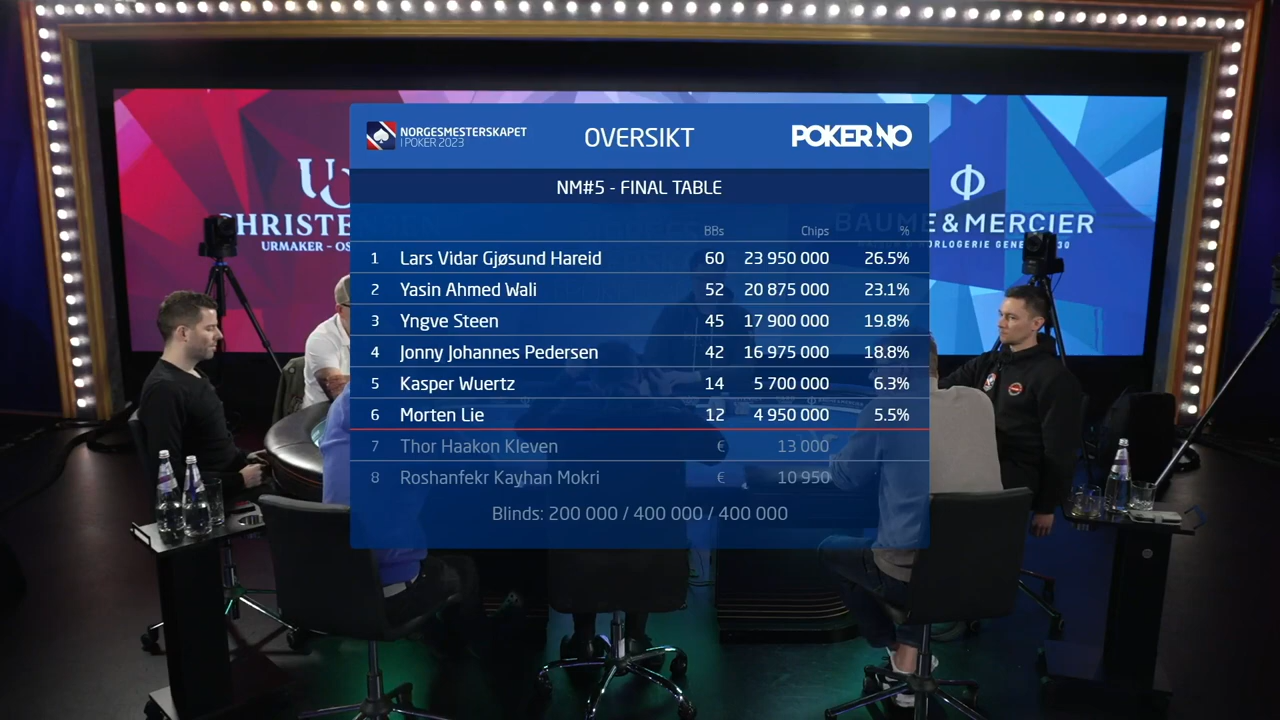 NORGESMESTERSKAPET
I POKER 2023
OVERSIKT
POKER.NO
NM#5 - FINAL TABLE
BBs Chips %
1 Lars Vidar Gjøsund Hareid 60 23 950 000 26.5%
2 Yasin Ahmed Wali 52 20 875 000 23.1%
3 Yngve Steen 45 17 900 000 19.8%
4 Jonny Johannes Pedersen 42 16 975 000 18.8%
5 Kasper Wuertz 14 5 700 000 6.3%
6 Morten Lie 12 4 950 000 5.5%
7 Thor Haakon Kleven € 13 000
8 Roshanfekr Kayhan Mokri € 10 950
Blinds: 200 000 / 400 000 / 400 000
CHRISTENSEN
URMAKER - OS
BAUME & MERCIER